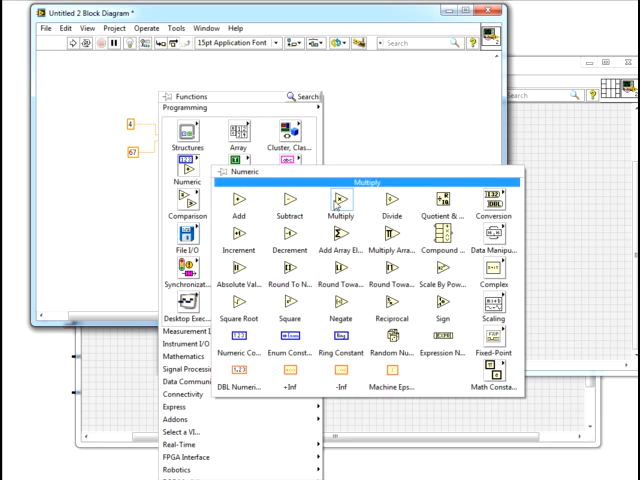 Untitled 2 Block Diagram *
File Edit View Project Operate Tools Window Help
15pt Application Font
Search
Search
Functions
Search
Programming
4
67
Structures Array Cluster, Clas...
Numeric
Numeric
Multiply
Comparison
Add Subtract Multiply Divide Quotient & ... Conversion
File I/O
Increment Decrement Add Array El... Multiply Arra... Compound ... Data Manipu...
Synchronizat...
Absolute Val... Round To N... Round Towa... Round Towa... Scale By Pow... Complex
Desktop Exec...
Square Root Square Negate Reciprocal Sign Scaling
Measurement I
Instrument I/O
Numeric Co... Enum Const... Ring Constant Random Nu... Expression N... Fixed-Point
Mathematics
Signal Processi
Data Communi
DBL Numeri... +Inf -Inf Machine Eps... Math Consta...
Connectivity
Express
Addons
Select a VI...
Real-Time
FPGA Interface
Robotics